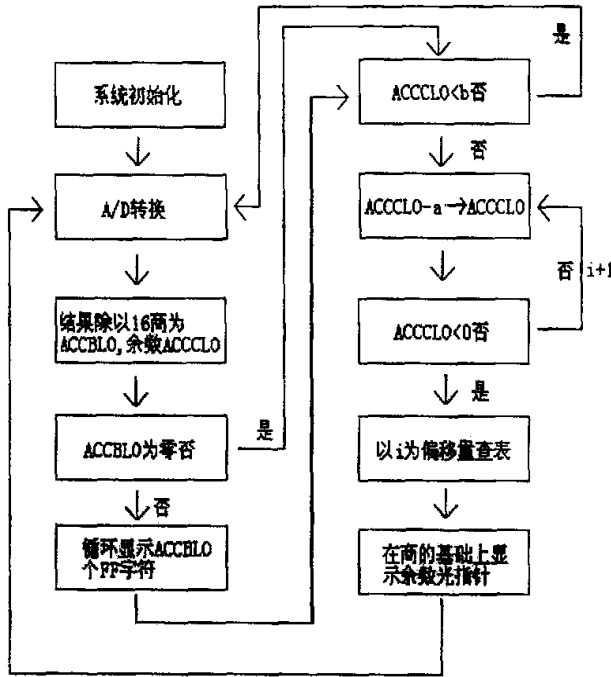 系统初始化
A/D转换
结果除以16商为
ACCBLO,余数ACCCLO
ACCBLO为零否
是
否
循环显示ACCBLO
个FF字符
ACCCLO<b否
是
否
ACCCLO-a→ACCCLO
否 i+1
ACCCLO<0否
是
以i为偏移量查表
在商的基础上显
示余数光指针